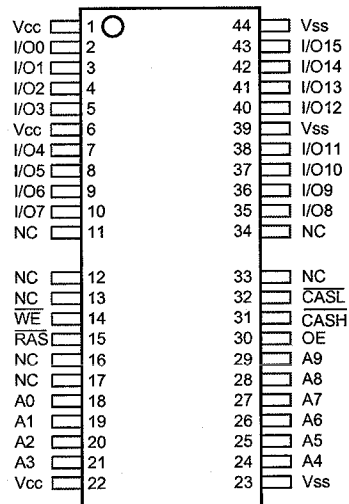 Vcc 1 44 Vss
I/O0 2 43 I/O15
I/O1 3 42 I/O14
I/O2 4 41 I/O13
I/O3 5 40 I/O12
Vcc 6 39 Vss
I/O4 7 38 I/O11
I/O5 8 37 I/O10
I/O6 9 36 I/O9
I/O7 10 35 I/O8
NC 11 34 NC
NC 12 33 NC
NC 13 32 CASL
WE 14 31 CASH
RAS 15 30 OE
NC 16 29 A9
NC 17 28 A8
A0 18 27 A7
A1 19 26 A6
A2 20 25 A5
A3 21 24 A4
Vcc 22 23 Vss